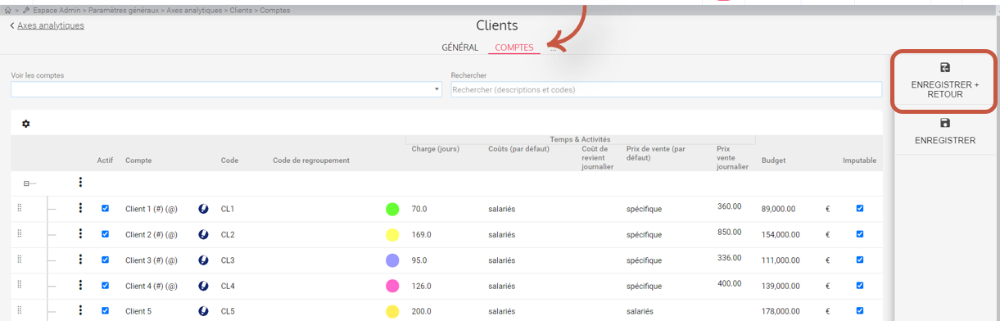 > Espace Admin > Paramètres généraux > Axes analytiques > Clients > Comptes
< Axes analytiques
Clients
GÉNÉRAL COMPTES ...
Voir les comptes Rechercher
Rechercher (descriptions et codes)
ENREGISTRER + RETOUR
ENREGISTRER
Temps & Activités
Actif Compte Code Code de regroupement Charge (jours) Coûts (par défaut) Coût de revient journalier Prix de vente (par défaut) Prix vente journalier Budget Imputable
Client 1 (#) (@) CL1 70.0 salariés spécifique 360.00 89,000.00 €
Client 2 (#) (@) CL2 169.0 salariés spécifique 850.00 154,000.00 €
Client 3 (#) (@) CL3 95.0 salariés spécifique 336.00 111,000.00 €
Client 4 (#) (@) CL4 126.0 salariés spécifique 400.00 139,000.00 €
Client 5 CL5 200.0 salariés salariés 178,000.00 €